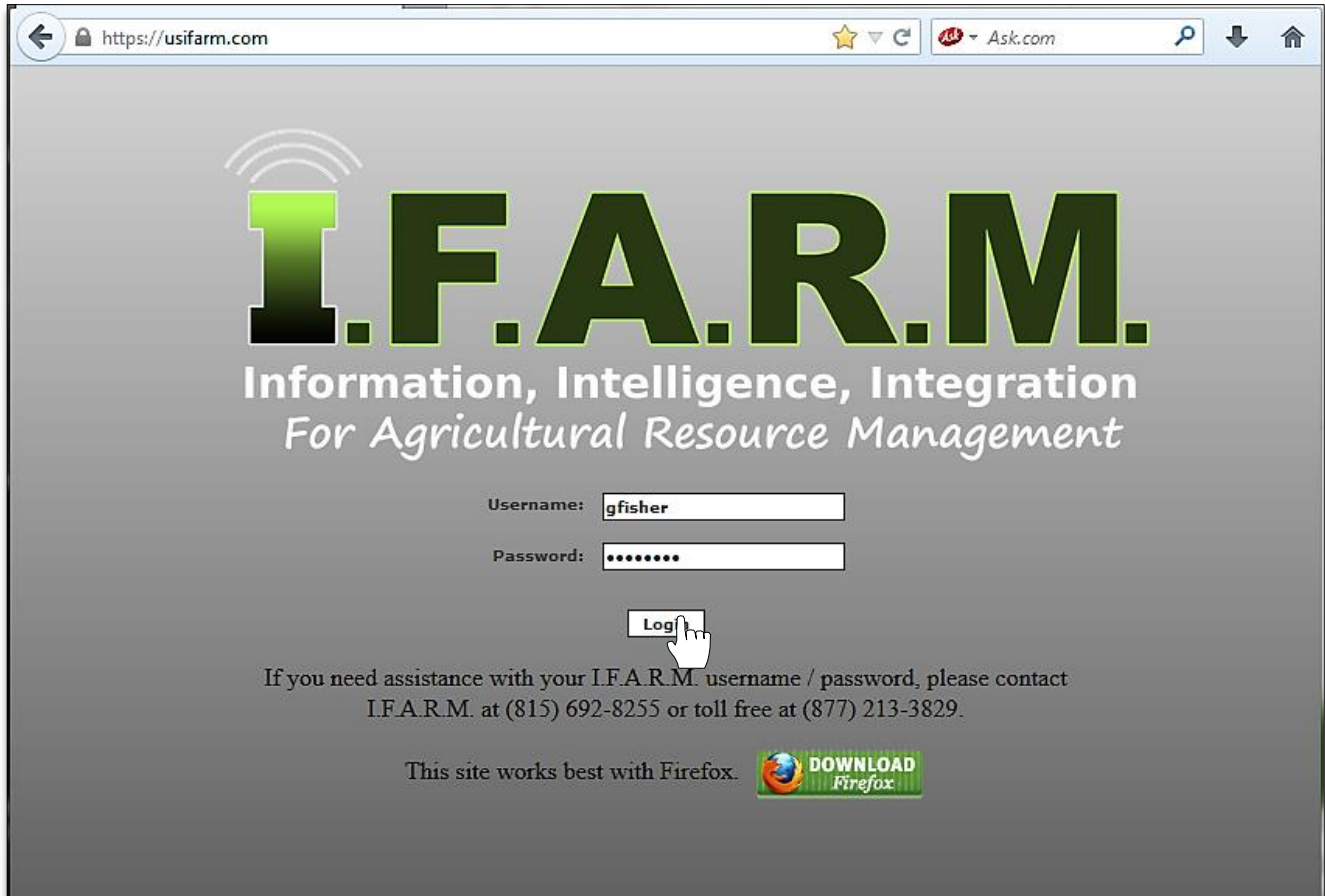 https://usifarm.com
Ask Ask.com
I.F.A.R.M.
Information, Intelligence, Integration
For Agricultural Resource Management
Username: gfisher
Password: ••••••••
Login
If you need assistance with your I.F.A.R.M. username / password, please contact
I.F.A.R.M. at (815) 692-8255 or toll free at (877) 213-3829.
This site works best with Firefox. DOWNLOAD
Firefox